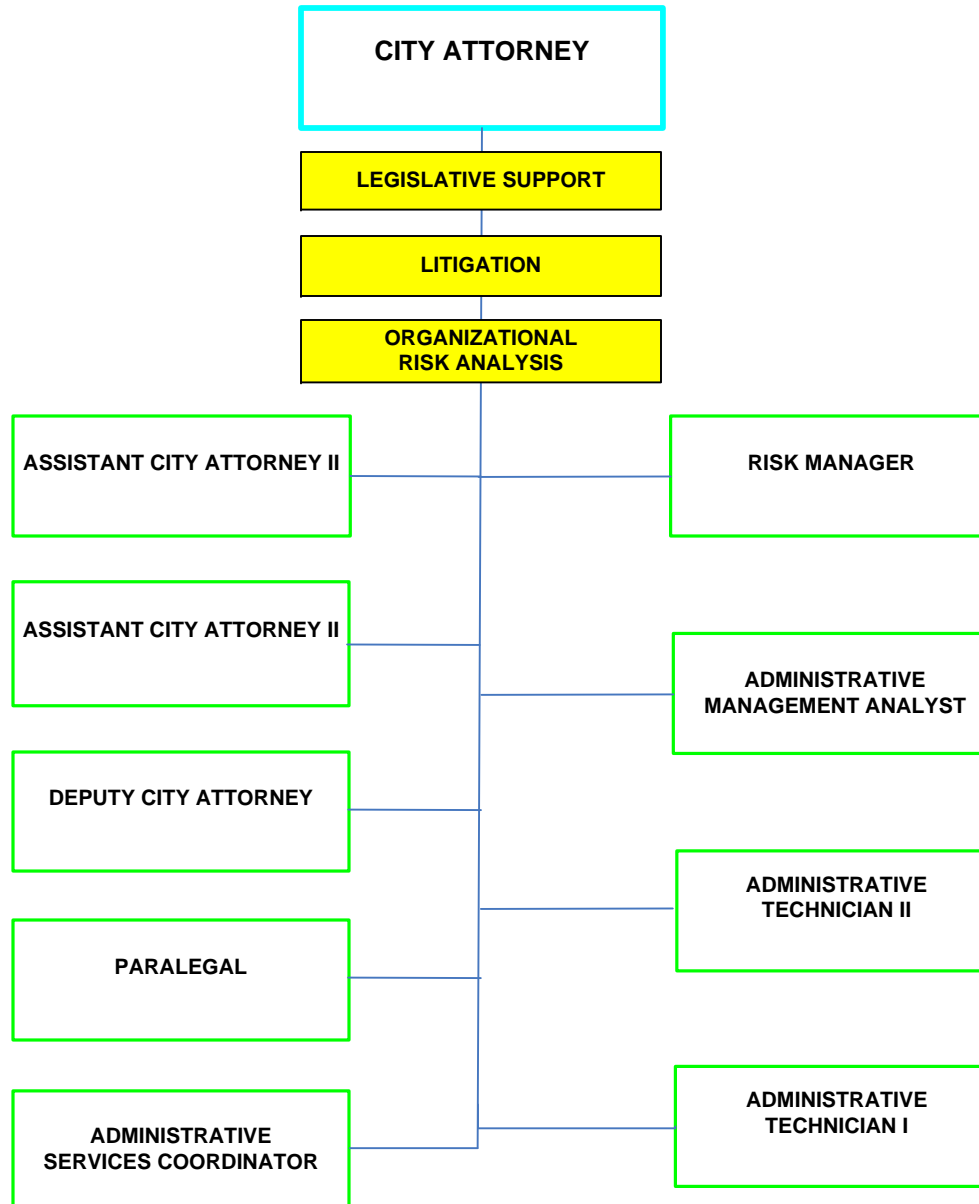 CITY ATTORNEY
LEGISLATIVE SUPPORT
LITIGATION
ORGANIZATIONAL
RISK ANALYSIS
ASSISTANT CITY ATTORNEY II
RISK MANAGER
ASSISTANT CITY ATTORNEY II
ADMINISTRATIVE
MANAGEMENT ANALYST
DEPUTY CITY ATTORNEY
ADMINISTRATIVE
TECHNICIAN II
PARALEGAL
ADMINISTRATIVE
TECHNICIAN I
ADMINISTRATIVE
SERVICES COORDINATOR